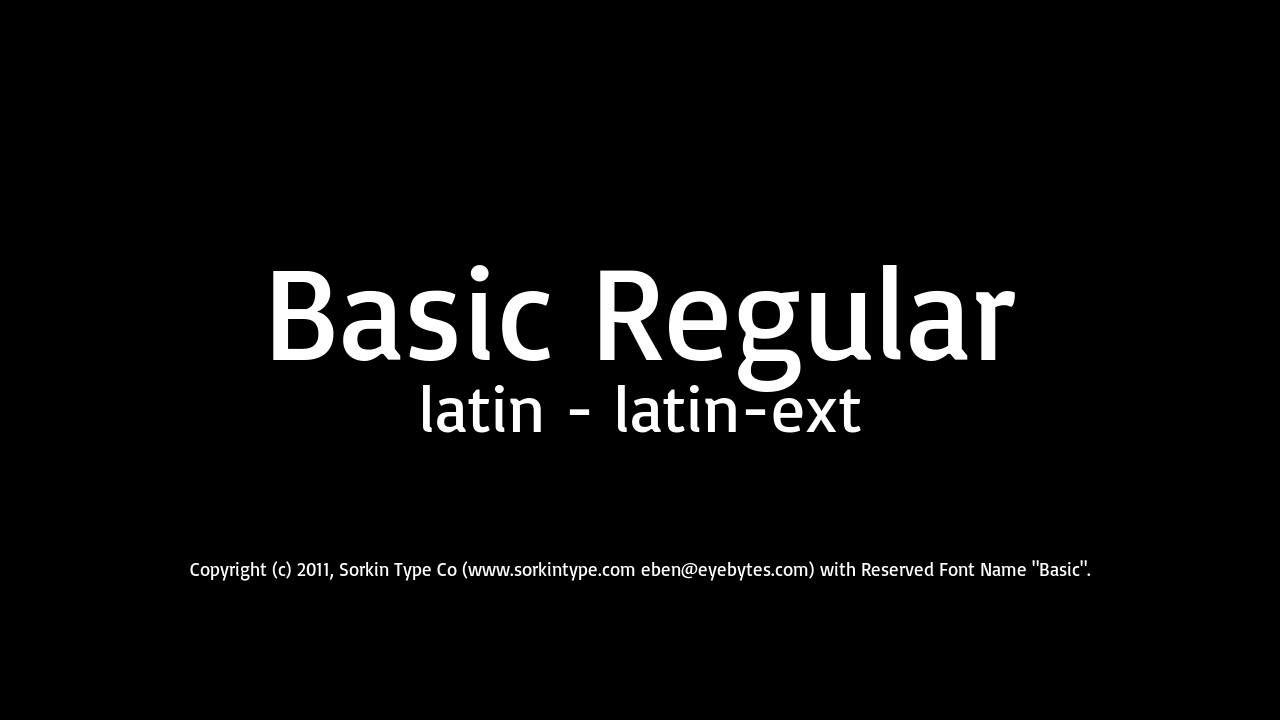 Basic Regular
latin - latin-ext
Copyright (c) 2011, Sorkin Type Co (www.sorkintype.com eben@eyebytes.com) with Reserved Font Name "Basic".